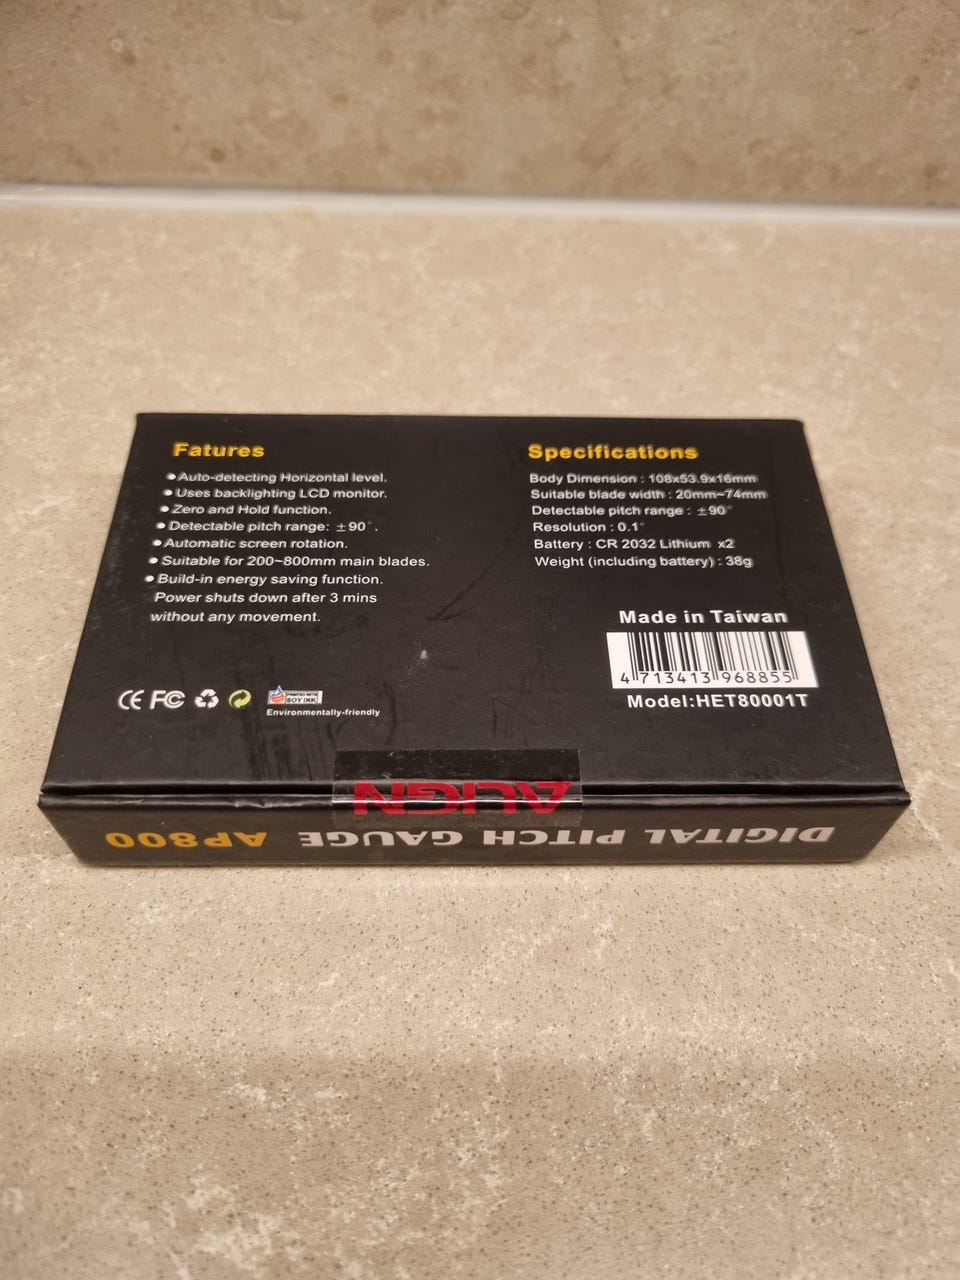 Fatures
●Auto-detecting Horizontal level.
●Uses backlighting LCD monitor.
●Zero and Hold function.
●Detectable pitch range: ±90°.
●Automatic screen rotation.
●Suitable for 200~800mm main blades.
●Build-in energy saving function.
Power shuts down after 3 mins
without any movement.
Specifications
Body Dimension : 108x53.9x16mm
Suitable blade width : 20mm~74mm
Detectable pitch range : ±90°
Resolution : 0.1°
Battery : CR 2032 Lithium x2
Weight (including battery) : 38g
Made in Taiwan
4 713413 968855
Model:HET80001T
CE FC
PRINTED WITH
SOY INK
Environmentally-friendly
ALIGN
DIGITAL PITCH GAUGE AP800